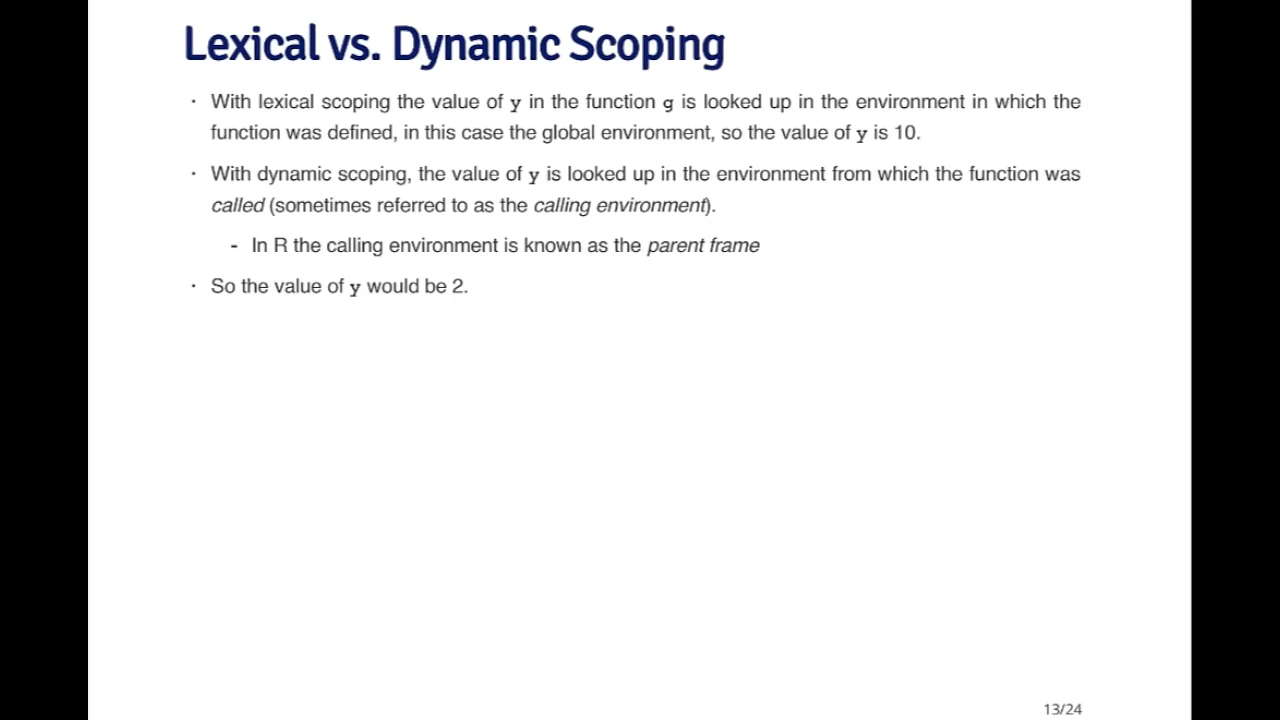 Lexical vs. Dynamic Scoping
· With lexical scoping the value of y in the function g is looked up in the environment in which the
function was defined, in this case the global environment, so the value of y is 10.
· With dynamic scoping, the value of y is looked up in the environment from which the function was
called (sometimes referred to as the calling environment).
- In R the calling environment is known as the parent frame
· So the value of y would be 2.
13/24